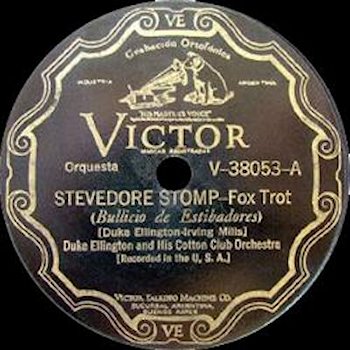 VE
Grabación Ortofónica
INDUSTRIA ARGENTINA
"HIS MASTER'S VOICE"
VICTOR
MARCAS REGISTRADAS
Orquesta V-38053-A
STEVEDORE STOMP-Fox Trot
(Bullicio de Estibadores)
[Duke Ellington-Irving Mills]
Duke Ellington and His Cotton Club Orchestra
[Recorded in the U. S. A.]
VICTOR TALKING MACHINE CO.
SUCURSAL ARGENTINA,
BUENOS AIRES
VE